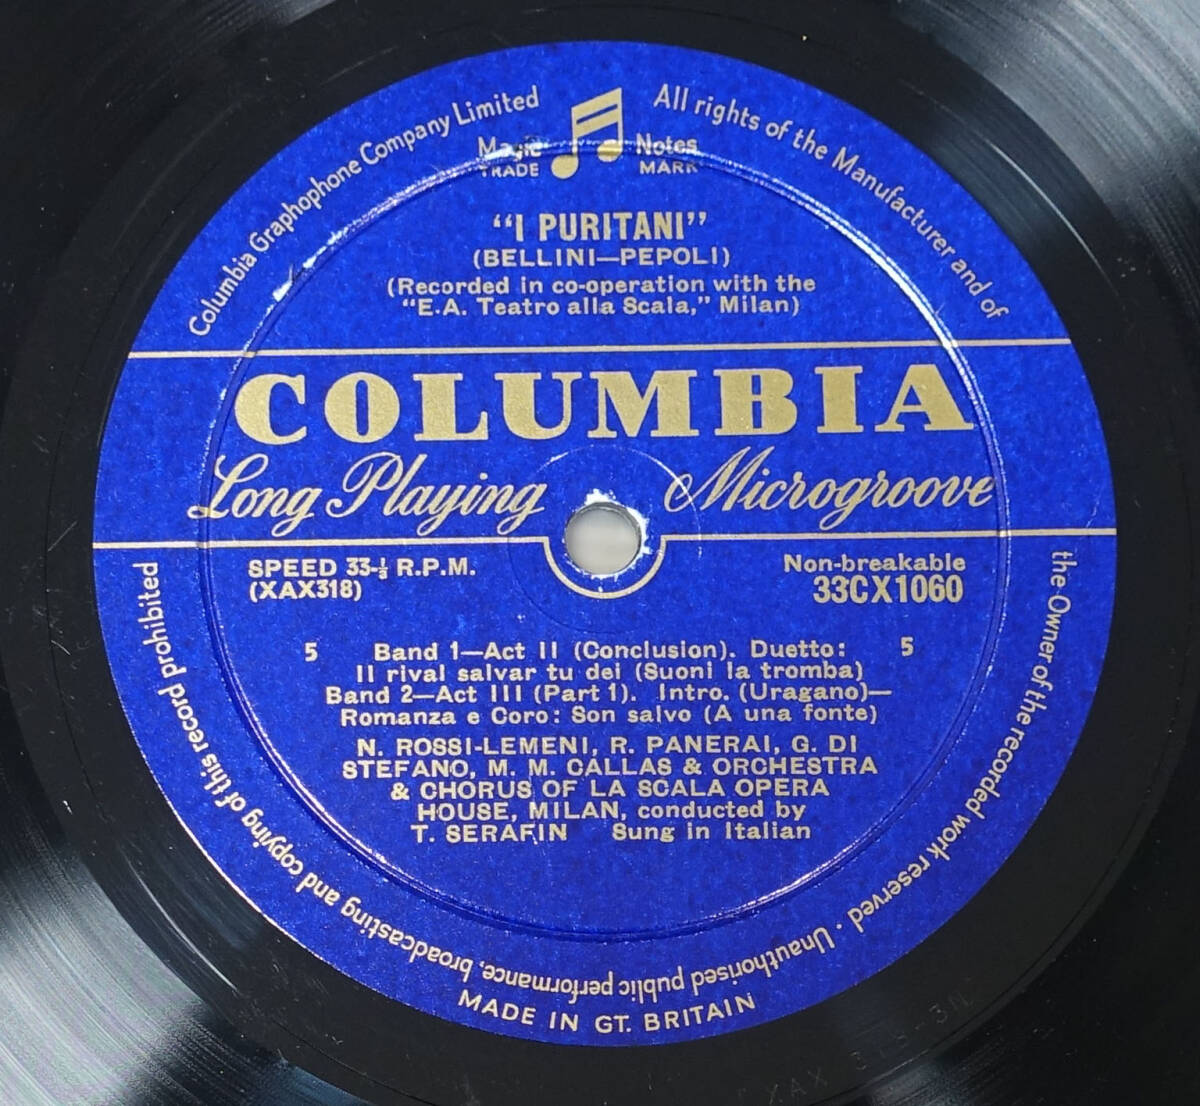 Columbia Graphophone Company Limited
All rights of the Manufacturer and of the Owner of the recorded work reserved. Unauthorised public performance, broadcasting and copying of this record prohibited
Magic Notes
TRADE MARK
"I PURITANI"
(BELLINI—PEPOLI)
(Recorded in co-operation with the
"E.A. Teatro alla Scala," Milan)
COLUMBIA
Long Playing Microgroove
SPEED 33-⅓ R.P.M.
(XAX318)
Non-breakable
33CX1060
5 Band 1—Act II (Conclusion). Duetto: 5
Il rival salvar tu dei (Suoni la tromba)
Band 2—Act III (Part 1). Intro. (Uragano)—
Romanza e Coro: Son salvo (A una fonte)
N. ROSSI-LEMENI, R. PANERAI, G. DI
STEFANO, M. M. CALLAS & ORCHESTRA
& CHORUS OF LA SCALA OPERA
HOUSE, MILAN, conducted by
T. SERAFIN Sung in Italian
MADE IN GT. BRITAIN